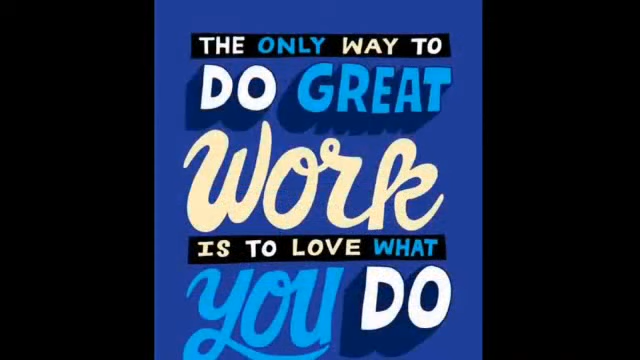 THE ONLY WAY TO
DO GREAT
Work
IS TO LOVE WHAT
you DO